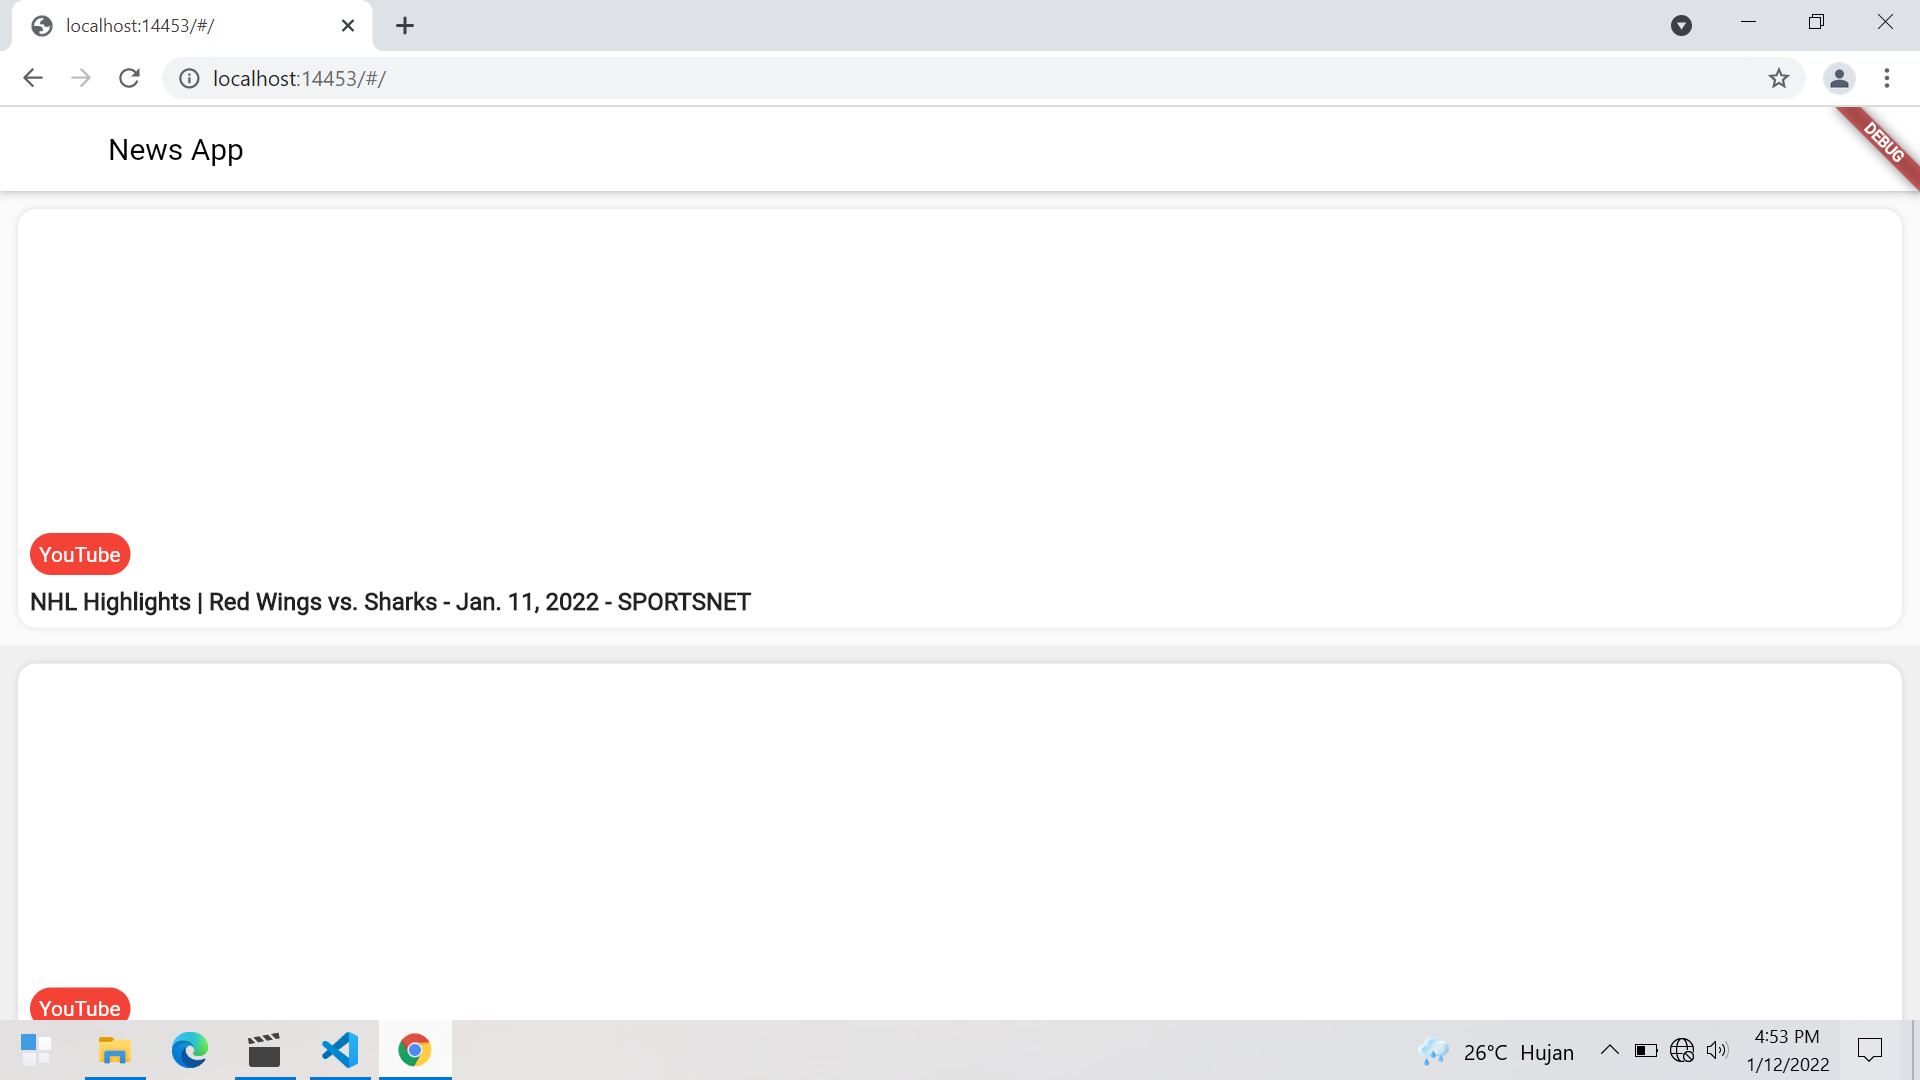 localhost:14453/#/
localhost:14453/#/
News App
DEBUG
YouTube
NHL Highlights | Red Wings vs. Sharks - Jan. 11, 2022 - SPORTSNET
YouTube
26°C Hujan
4:53 PM
1/12/2022